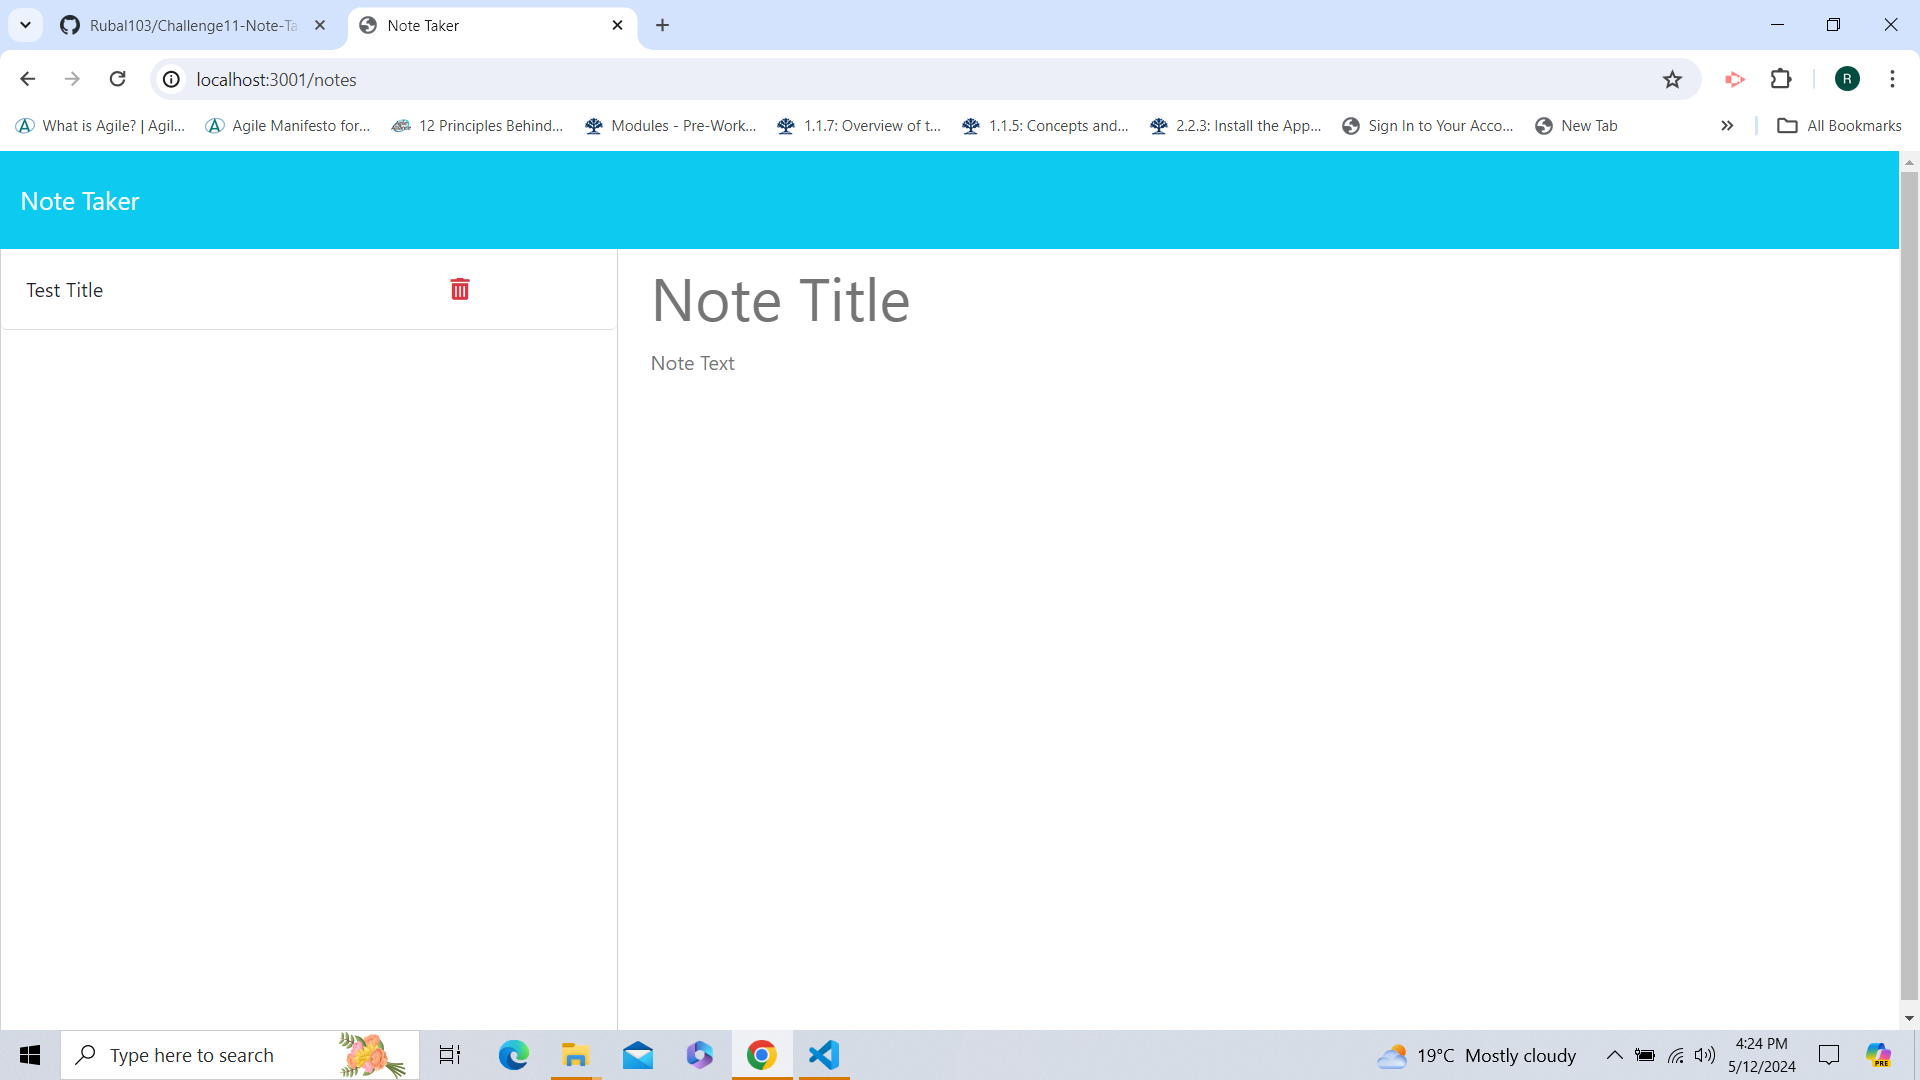 Rubal103/Challenge11-Note-Ta
Note Taker
localhost:3001/notes
R
What is Agile? | Agil...
Agile Manifesto for...
12 Principles Behind...
Modules - Pre-Work...
1.1.7: Overview of t...
1.1.5: Concepts and...
2.2.3: Install the App...
Sign In to Your Acco...
New Tab
All Bookmarks
Note Taker
Test Title
Note Title
Note Text
Type here to search
19°C Mostly cloudy
4:24 PM
5/12/2024
PRE